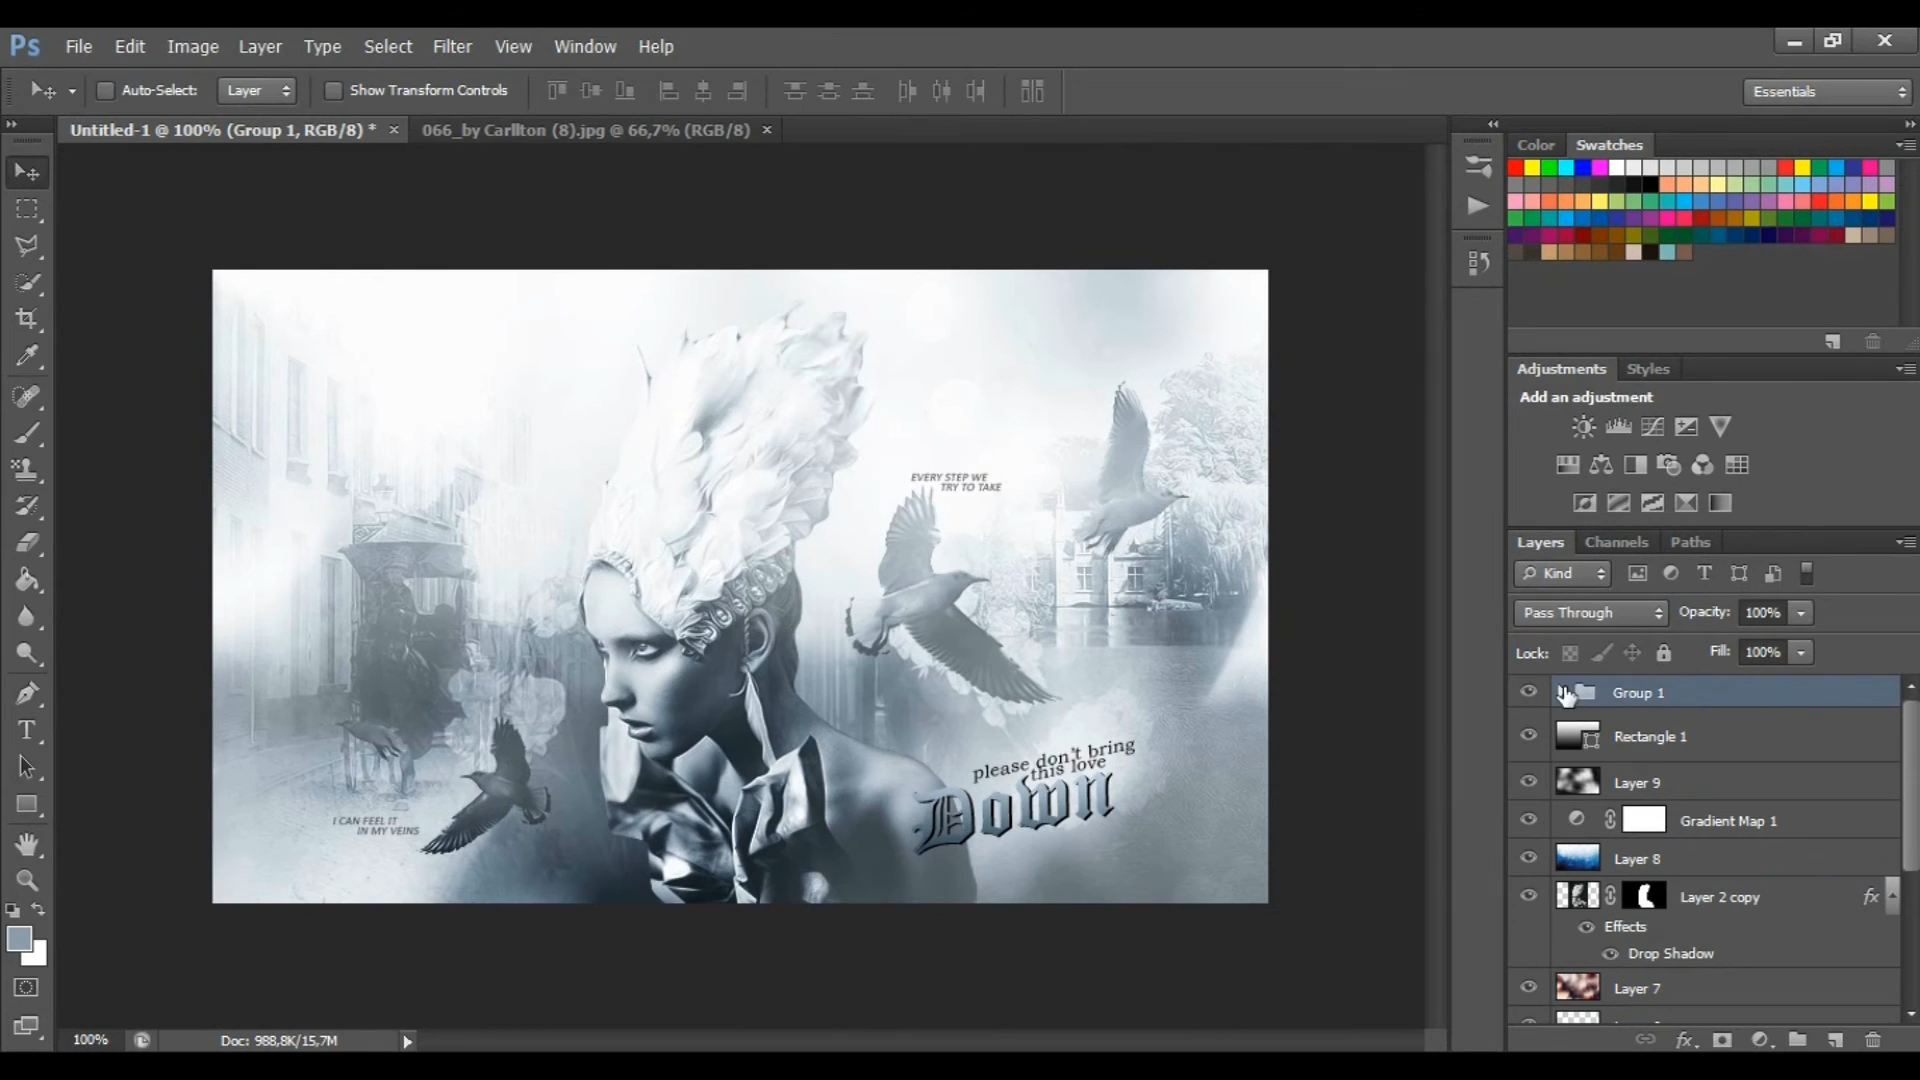 Ps File Edit Image Layer Type Select Filter View Window Help
Auto-Select: Layer Show Transform Controls Essentials
Untitled-1 @ 100% (Group 1, RGB/8) * × 066_by Carllton (8).jpg @ 66,7% (RGB/8) ×
Color Swatches
Adjustments Styles
Add an adjustment
EVERY STEP WE
TRY TO TAKE
please don't bring
this love
Down
I CAN FEEL IT
IN MY VEINS
Layers Channels Paths
Kind
Pass Through Opacity: 100%
Lock: Fill: 100%
Group 1
Rectangle 1
Layer 9
Gradient Map 1
Layer 8
Layer 2 copy fx
Effects
Drop Shadow
Layer 7
100% Doc: 988,8K/15,7M
fx